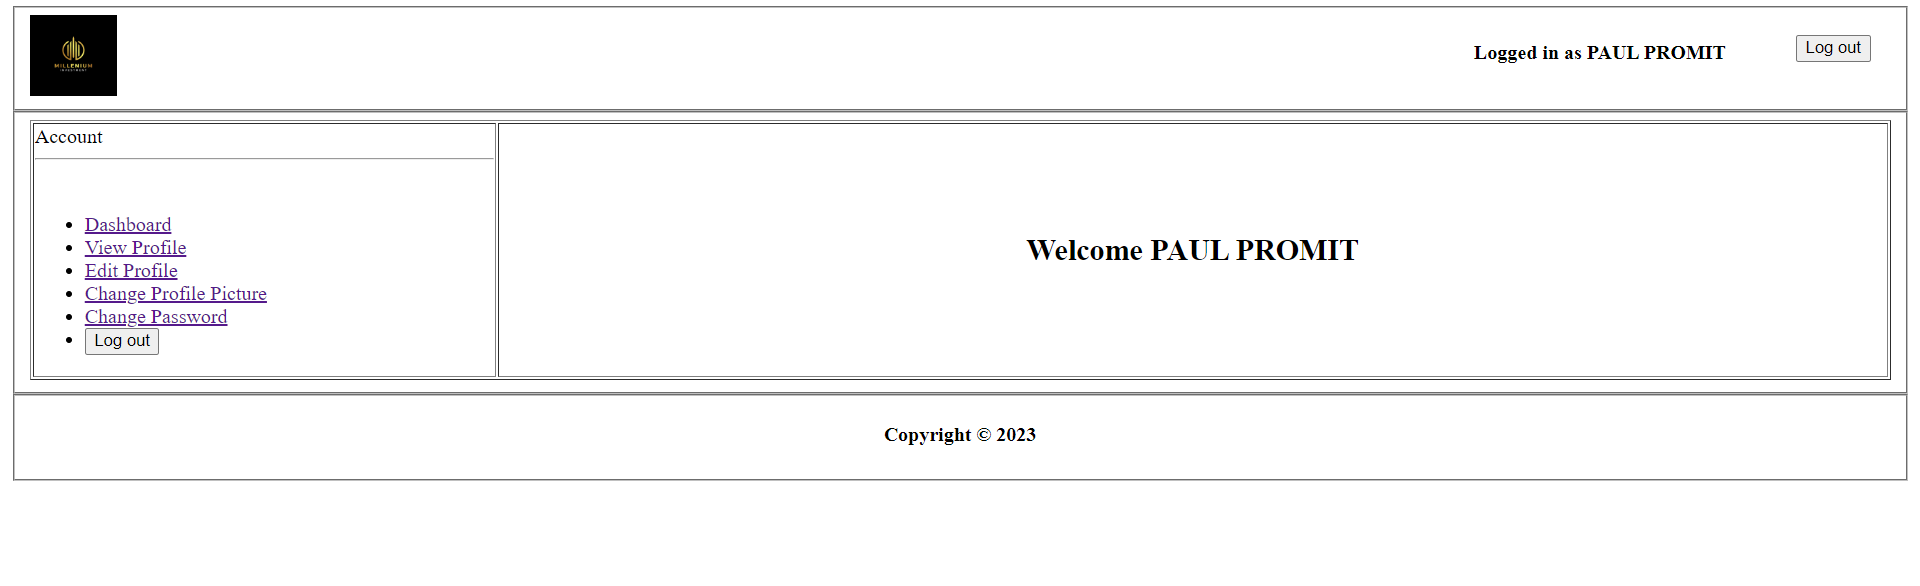 MILLENIUM
INVESTMENT
Logged in as PAUL PROMIT
Log out
Account
Dashboard
View Profile
Edit Profile
Change Profile Picture
Change Password
Log out
Welcome PAUL PROMIT
Copyright © 2023